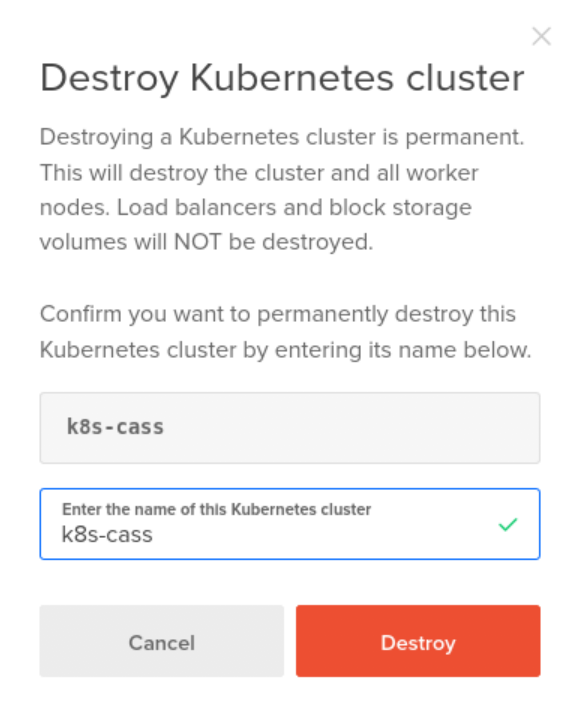 Destroy Kubernetes cluster
Destroying a Kubernetes cluster is permanent.
This will destroy the cluster and all worker
nodes. Load balancers and block storage
volumes will NOT be destroyed.
Confirm you want to permanently destroy this
Kubernetes cluster by entering its name below.
k8s-cass
Enter the name of this Kubernetes cluster
k8s-cass
Cancel Destroy